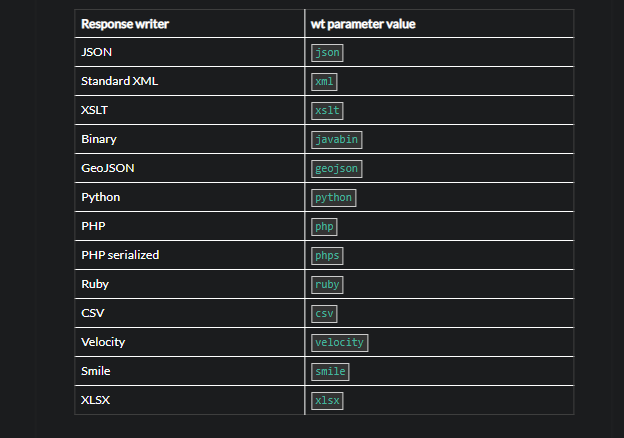 Response writer wt parameter value
JSON json
Standard XML xml
XSLT xslt
Binary javabin
GeoJSON geojson
Python python
PHP php
PHP serialized phps
Ruby ruby
CSV csv
Velocity velocity
Smile smile
XLSX xlsx